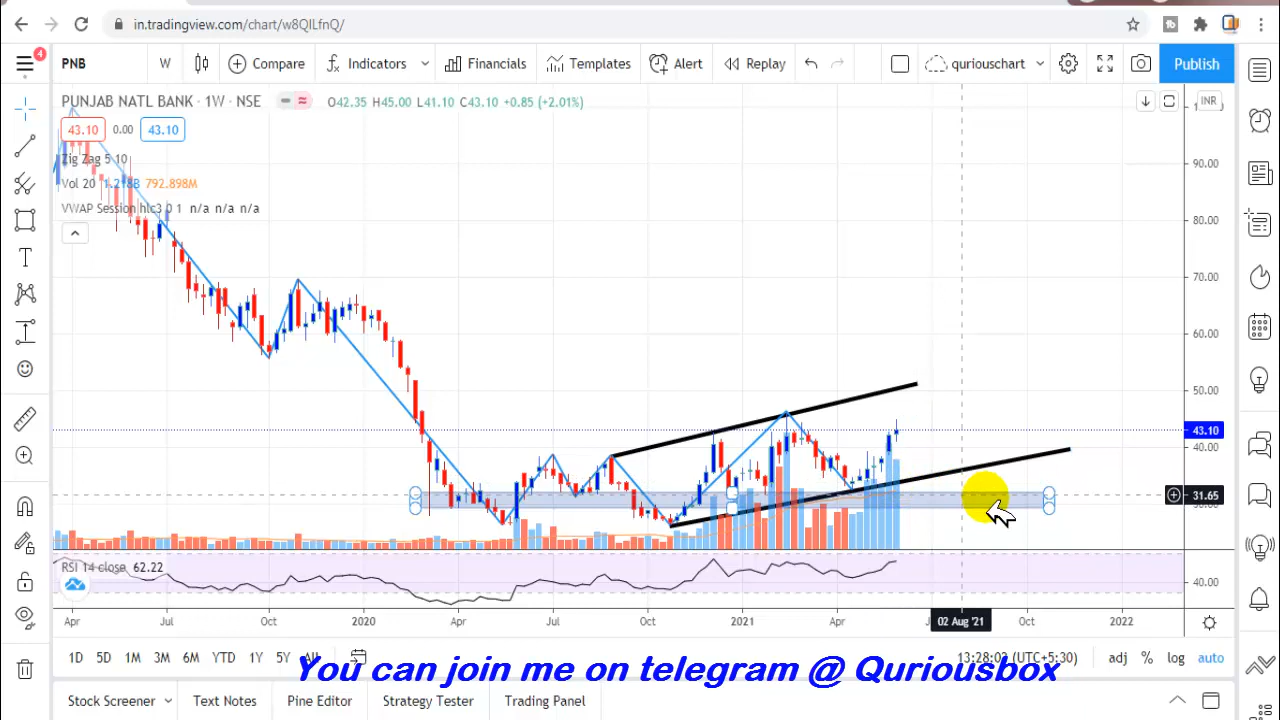 in.tradingview.com/chart/w8QILfnQ/
4
PNB W Compare Indicators Financials Templates Alert Replay quriouschart Publish
PUNJAB NATL BANK · 1W · NSE O42.35 H45.00 L41.10 C43.10 +0.85 (+2.01%) INR
43.10 0.00 43.10
Zig Zag 5 10
90.00
Vol 20 1.218B 792.898M
VWAP Session hlc3 0 1 n/a n/a n/a
80.00
70.00
60.00
50.00
43.10
40.00
31.65
RSI 14 close 62.22
40.00
Apr Jul Oct 2020 Apr Jul Oct 2021 Apr 02 Aug '21 Oct 2022
1D 5D 1M 3M 6M YTD 1Y 5Y 13:28:02 (UTC+5:30) adj % log auto
You can join me on telegram @ Quriousbox
Stock Screener Text Notes Pine Editor Strategy Tester Trading Panel